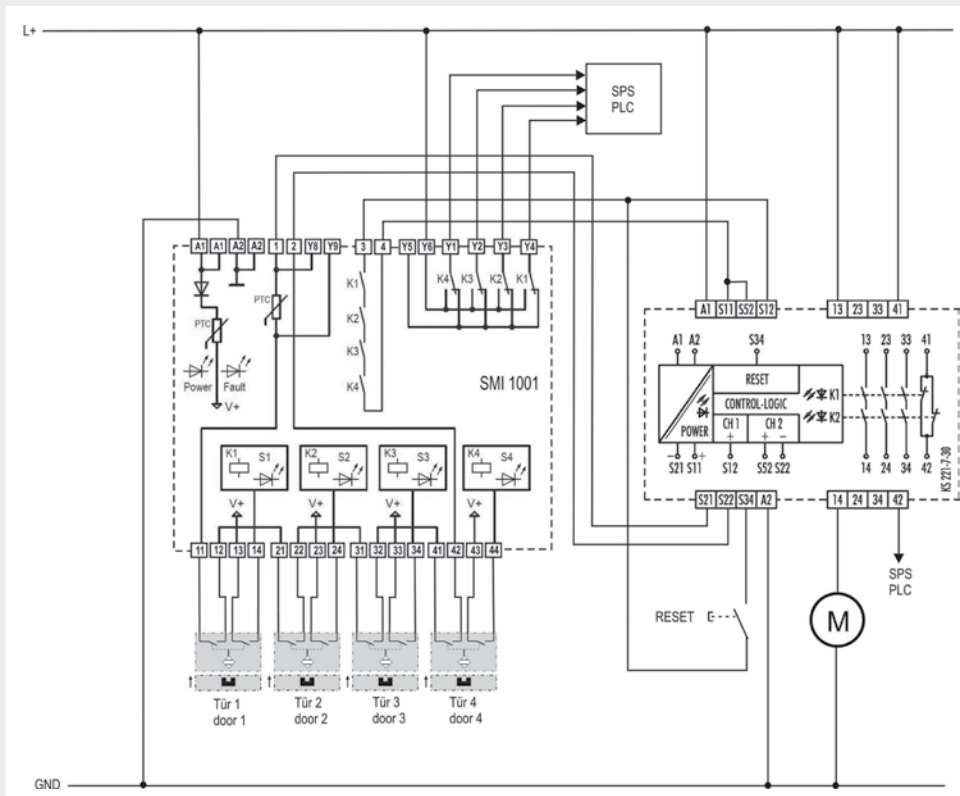 L+
SPS
PLC
A1 A1 A2 A2 1 2 Y8 Y9 3 4 Y5 Y6 Y1 Y2 Y3 Y4
K1
K2
K3
K4
K4 K3 K2 K1
PTC
PTC
Power Fault
V+
SMI 1001
K1 S1 K2 S2 K3 S3 K4 S4
V+ V+ V+ V+
11 12 13 14 21 22 23 24 31 32 33 34 41 42 43 44
Tür 1
door 1
Tür 2
door 2
Tür 3
door 3
Tür 4
door 4
A1 S11 S52 S12 13 23 33 41
A1 A2 S34 13 23 33 41
RESET
CONTROL-LOGIC
POWER
CH 1 CH 2
+ + −
K1
K2
− +
S21 S11 S12 S52 S22 14 24 34 42
KS 221-7-30
S21 S22 S34 A2 14 24 34 42
RESET
M
SPS
PLC
GND